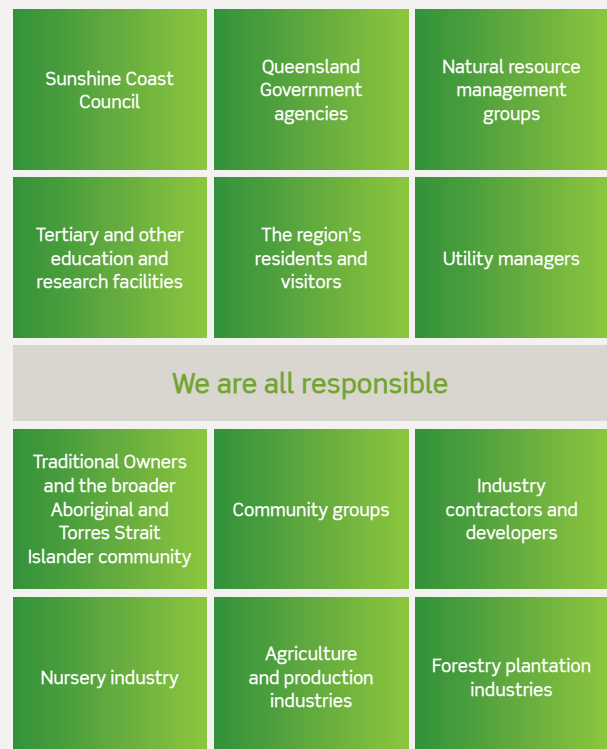 Sunshine Coast
Council
Queensland
Government
agencies
Natural resource
management
groups
Tertiary and other
education and
research facilities
The region's
residents and
visitors
Utility managers
We are all responsible
Traditional Owners
and the broader
Aboriginal and
Torres Strait
Islander community
Community groups
Industry
contractors and
developers
Nursery industry
Agriculture
and production
industries
Forestry plantation
industries